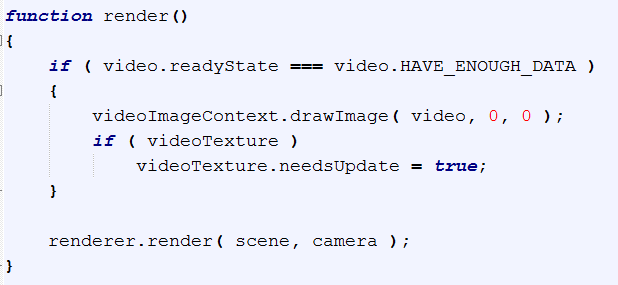 function render()
{
    if ( video.readyState === video.HAVE_ENOUGH_DATA )
    {
        videoImageContext.drawImage( video, 0, 0 );
        if ( videoTexture )
            videoTexture.needsUpdate = true;
    }

    renderer.render( scene, camera );
}